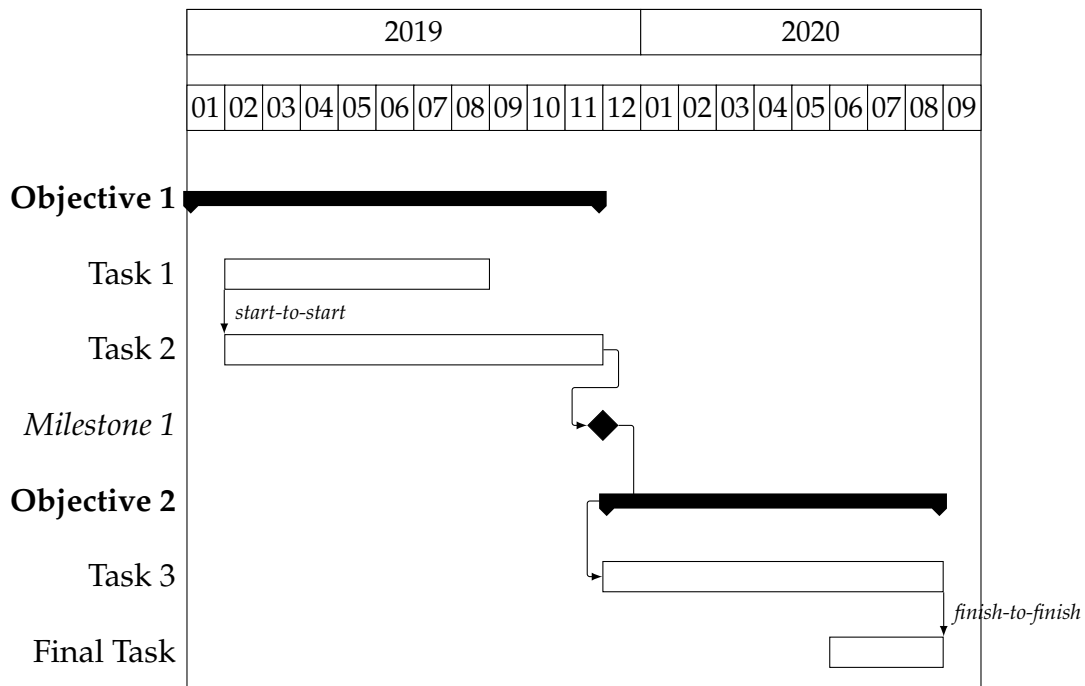 2019 2020
01 02 03 04 05 06 07 08 09 10 11 12 01 02 03 04 05 06 07 08 09
Objective 1
Task 1
start-to-start
Task 2
Milestone 1
Objective 2
Task 3
finish-to-finish
Final Task